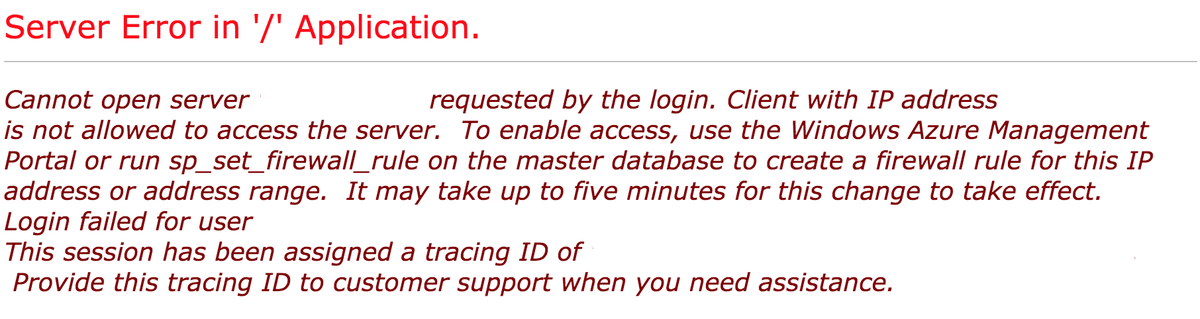 Server Error in '/' Application.
Cannot open server requested by the login. Client with IP address
is not allowed to access the server. To enable access, use the Windows Azure Management
Portal or run sp_set_firewall_rule on the master database to create a firewall rule for this IP
address or address range. It may take up to five minutes for this change to take effect.
Login failed for user
This session has been assigned a tracing ID of
Provide this tracing ID to customer support when you need assistance.